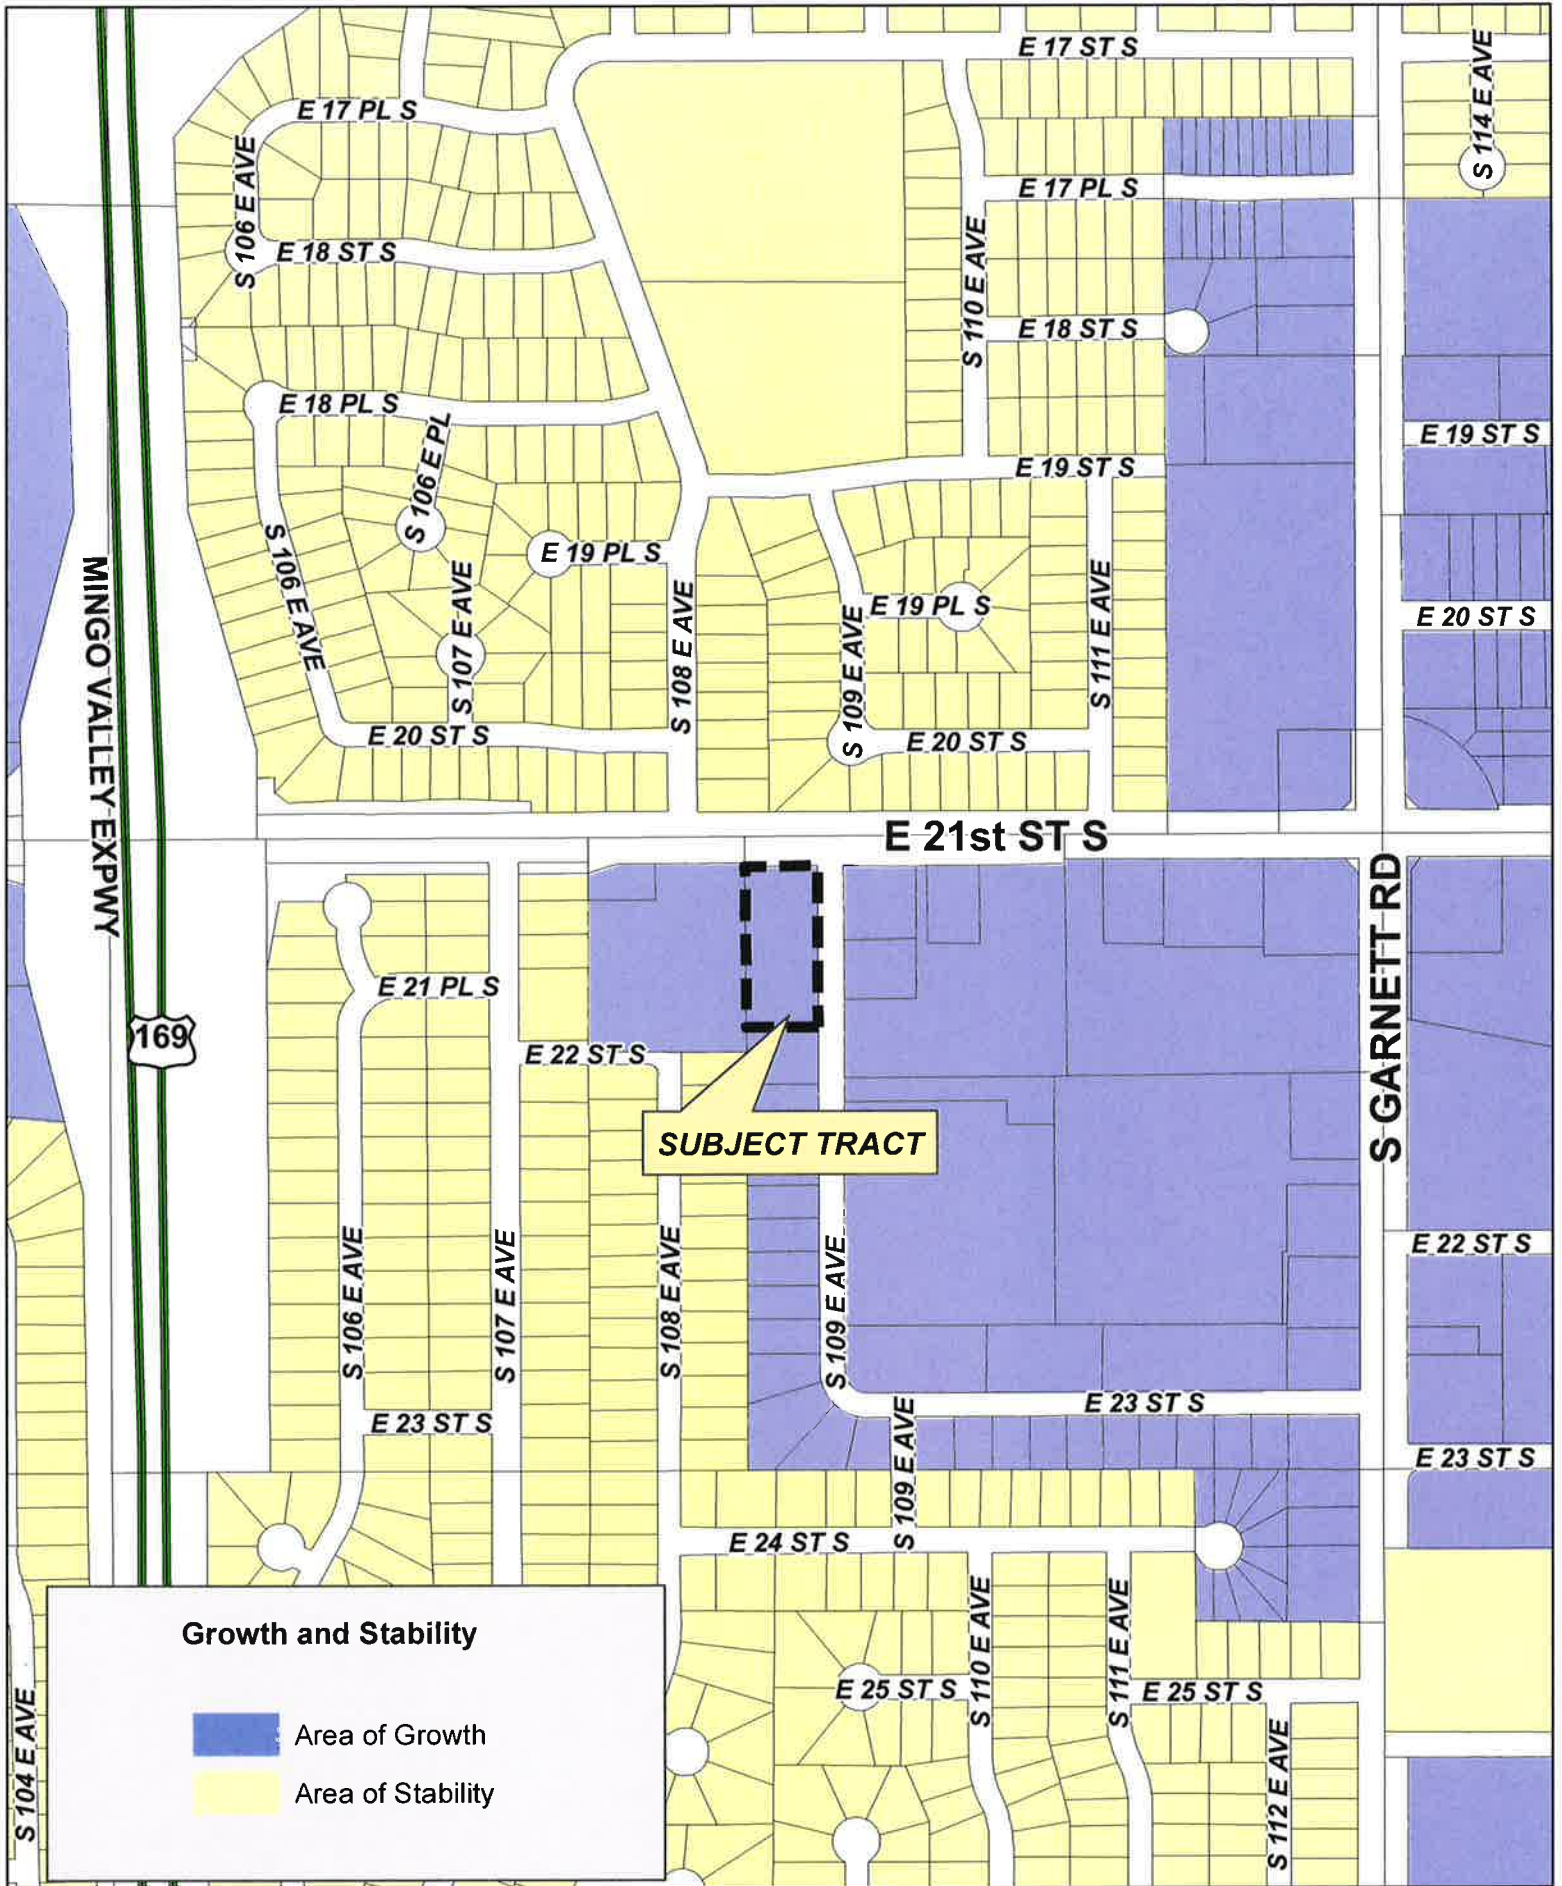 E 17 ST S
S 114 E AVE
E 17 PL S
S 106 E AVE
E 17 PL S
E 18 ST S
S 110 E AVE
E 18 ST S
E 18 PL S
S 106 E PL
E 19 ST S
E 19 ST S
S 106 E AVE
E 19 PL S
S 107 E AVE
S 108 E AVE
E 19 PL S
S 109 E AVE
S 111 E AVE
E 20 ST S
E 20 ST S
E 20 ST S
MINGO VALLEY EXPWY
E 21st ST S
S GARNETT RD
E 21 PL S
169
E 22 ST S
SUBJECT TRACT
S 106 E AVE
S 107 E AVE
S 108 E AVE
S 109 E AVE
E 22 ST S
E 23 ST S
E 23 ST S
S 109 E AVE
E 23 ST S
E 24 ST S
S 110 E AVE
S 111 E AVE
E 25 ST S
E 25 ST S
S 112 E AVE
S 104 E AVE
Growth and Stability
Area of Growth
Area of Stability